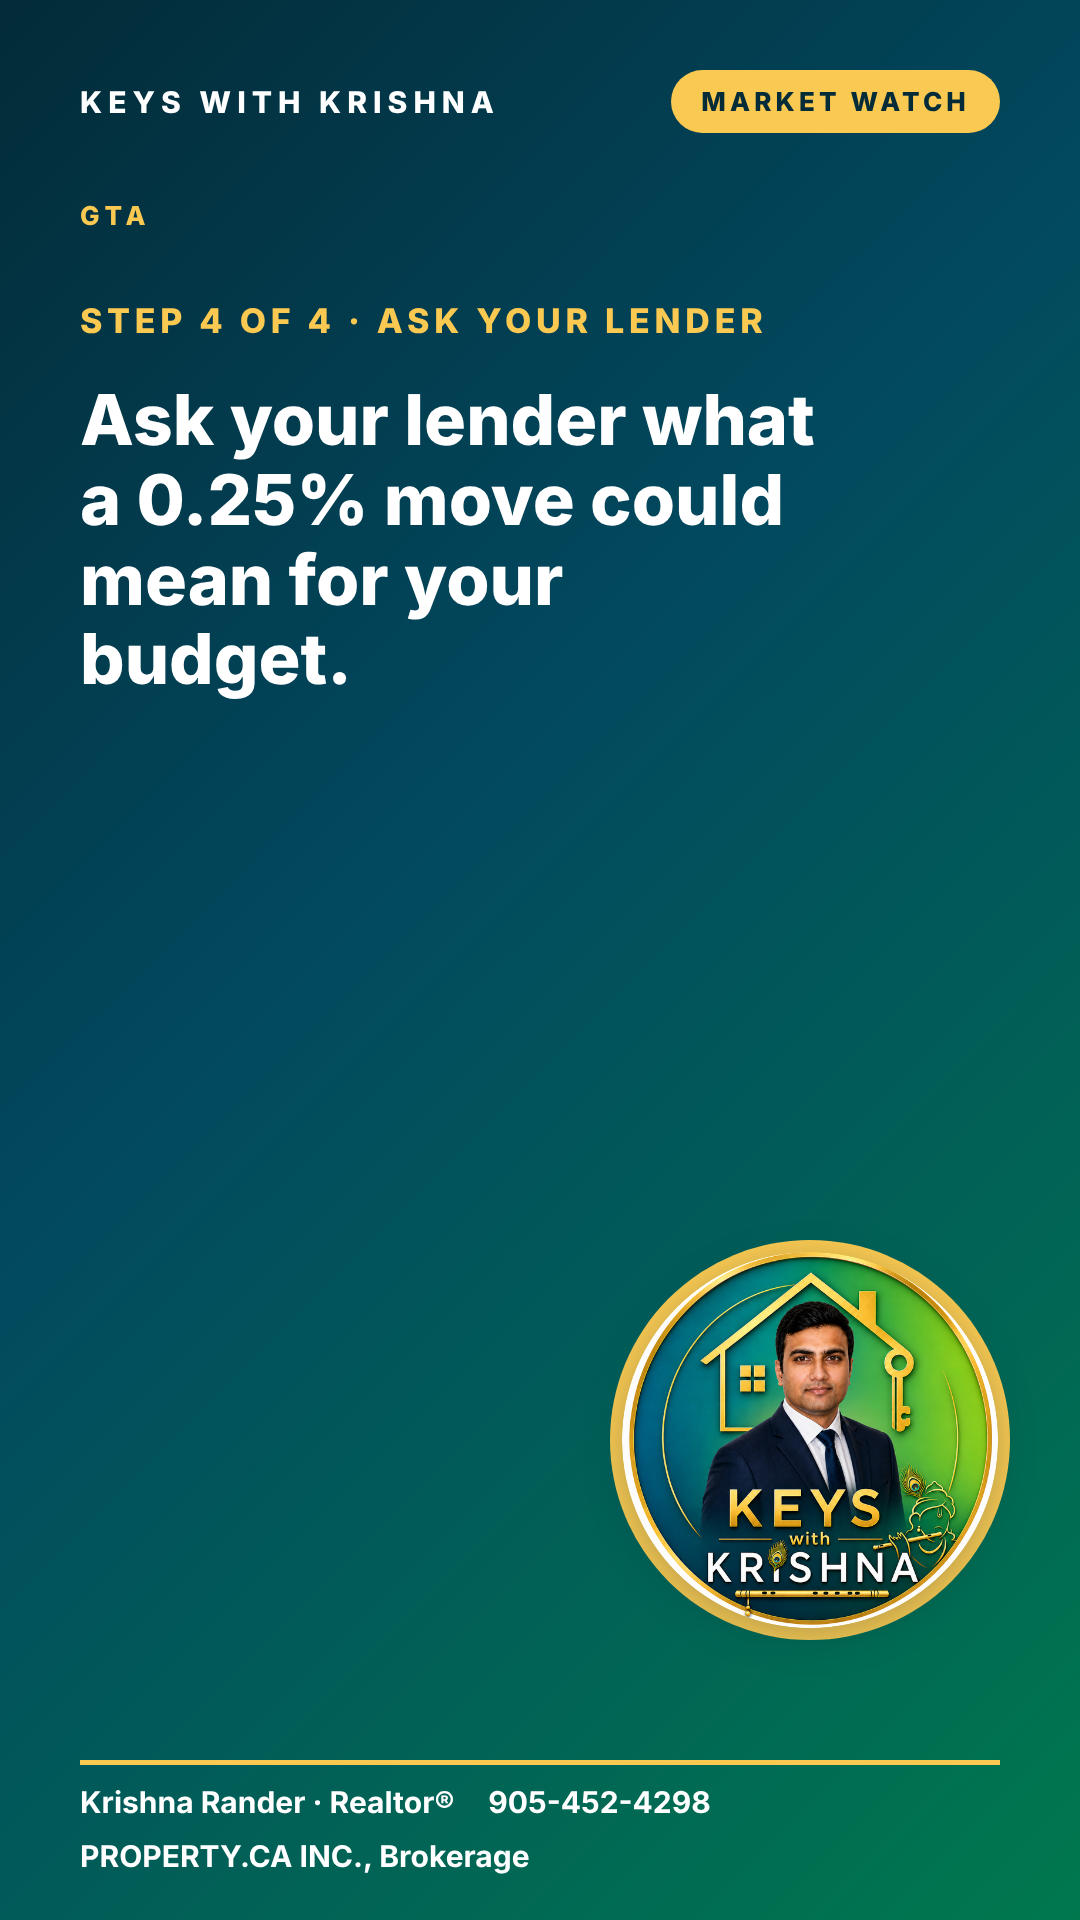 KEYS WITH KRISHNA
MARKET WATCH
GTA
STEP 4 OF 4 · ASK YOUR LENDER
Ask your lender what
a 0.25% move could
mean for your
budget.
KEYS
with
KRISHNA
Krishna Rander · Realtor® 905-452-4298
PROPERTY.CA INC., Brokerage